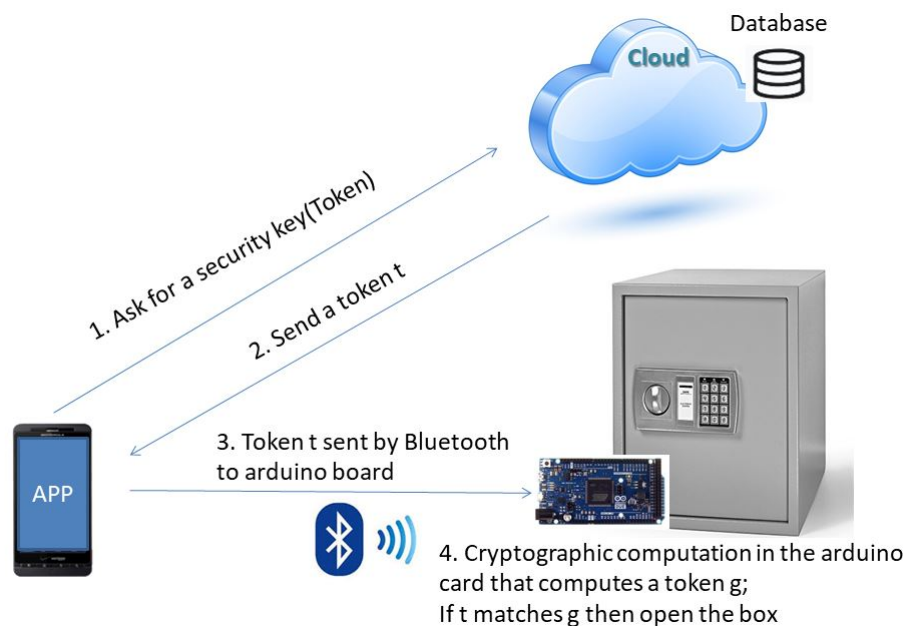 Database
Cloud
1. Ask for a security key(Token)
2. Send a token t
3. Token t sent by Bluetooth
to arduino board
APP
4. Cryptographic computation in the arduino
card that computes a token g;
If t matches g then open the box